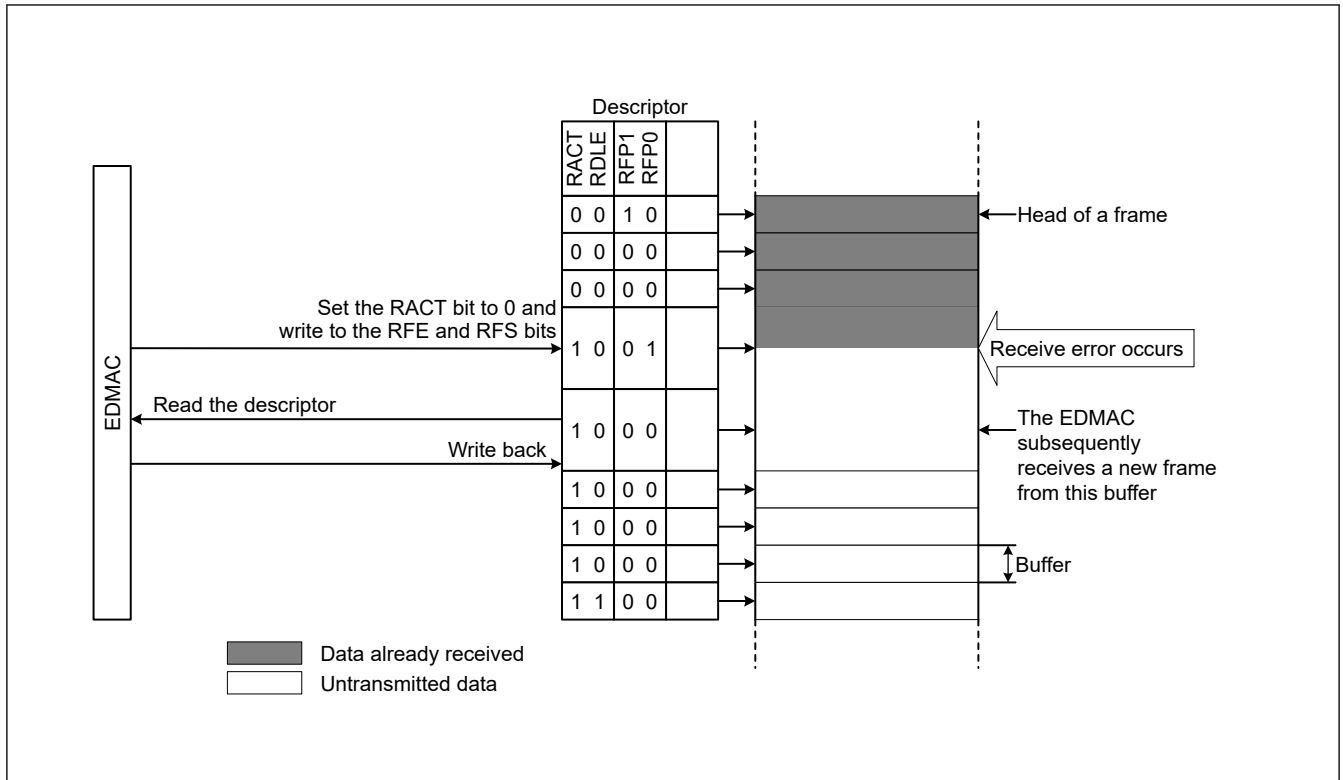 Descriptor
RACT
RDLE
RFP1
RFP0
0 0 1 0
Head of a frame
0 0 0 0
0 0 0 0
Set the RACT bit to 0 and
write to the RFE and RFS bits
1 0 0 1
Receive error occurs
EDMAC
Read the descriptor
1 0 0 0
Write back
The EDMAC
subsequently
receives a new frame
from this buffer
1 0 0 0
1 0 0 0
1 0 0 0
Buffer
1 1 0 0
Data already received
Untransmitted data